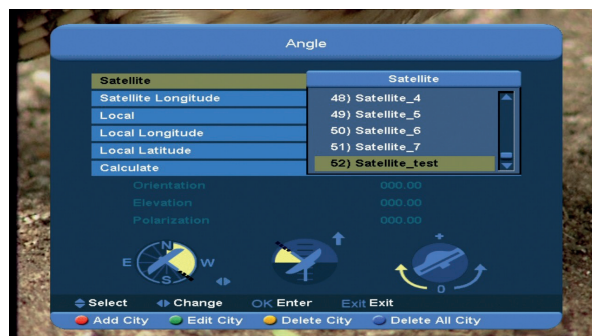 Angle
Satellite
Satellite Longitude
Local
Local Longitude
Local Latitude
Calculate
Satellite
48) Satellite_4
49) Satellite_5
50) Satellite_6
51) Satellite_7
52) Satellite_test
Orientation 000.00
Elevation 000.00
Polarization 000.00
N
E W
S
+
0
Select Change OK Enter Exit Exit
Add City Edit City Delete City Delete All City